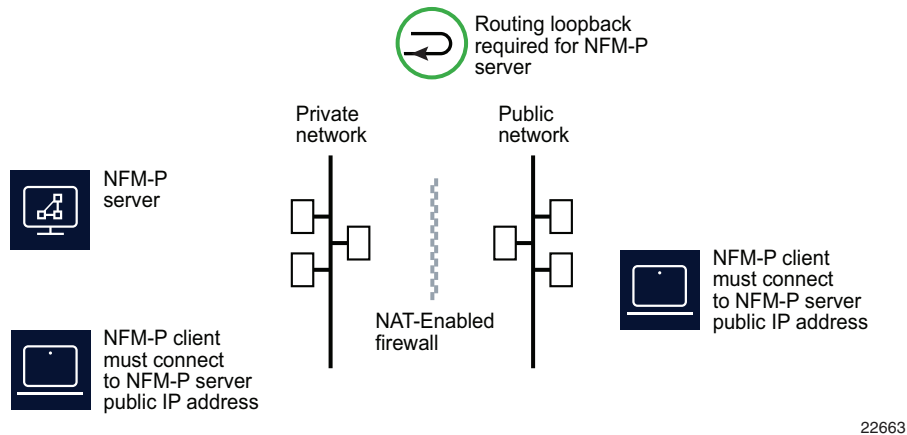 Routing loopback
required for NFM-P
server
Private
network
Public
network
NFM-P
server
NFM-P client
must connect
to NFM-P server
public IP address
NAT-Enabled
firewall
NFM-P client
must connect
to NFM-P server
public IP address
22663